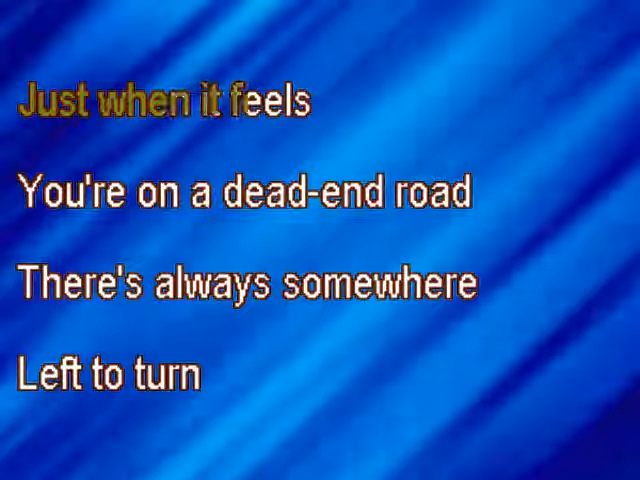 Just when it feels
You're on a dead-end road
There's always somewhere
Left to turn